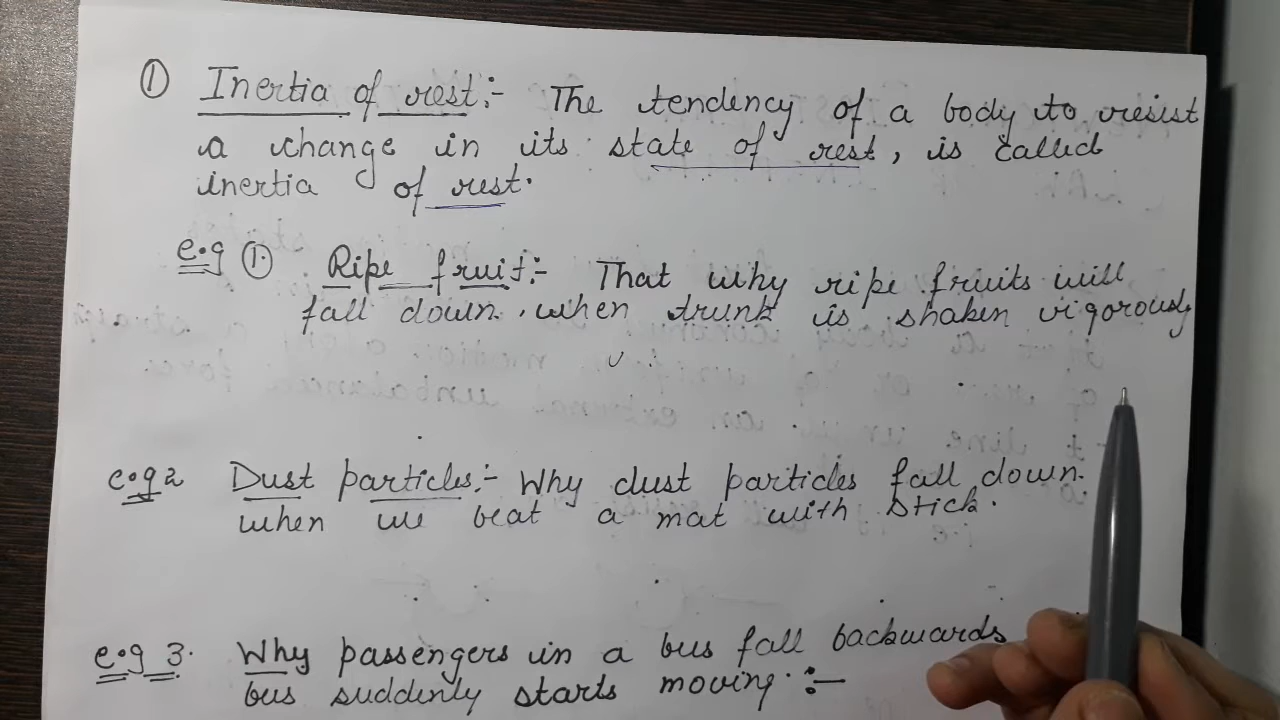 ① Inertia of rest:- The tendency of a body to resist
a change in its state of rest, is called
inertia of rest.
e.g ① Ripe fruit:- That why ripe fruits will
fall down. when trunk is shaken vigorously
e.g 2 Dust particles:- Why dust particles fall down.
when we beat a mat with stick.
e.g 3. Why passengers in a bus fall backwards
bus suddenly starts moving :-